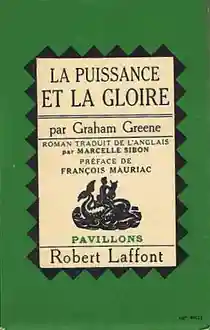 LA PUISSANCE
ET LA GLOIRE
par Graham Greene
ROMAN TRADUIT DE L'ANGLAIS
par MARCELLE SIBON
PRÉFACE DE
FRANÇOIS MAURIAC
PAVILLONS
Robert Laffont